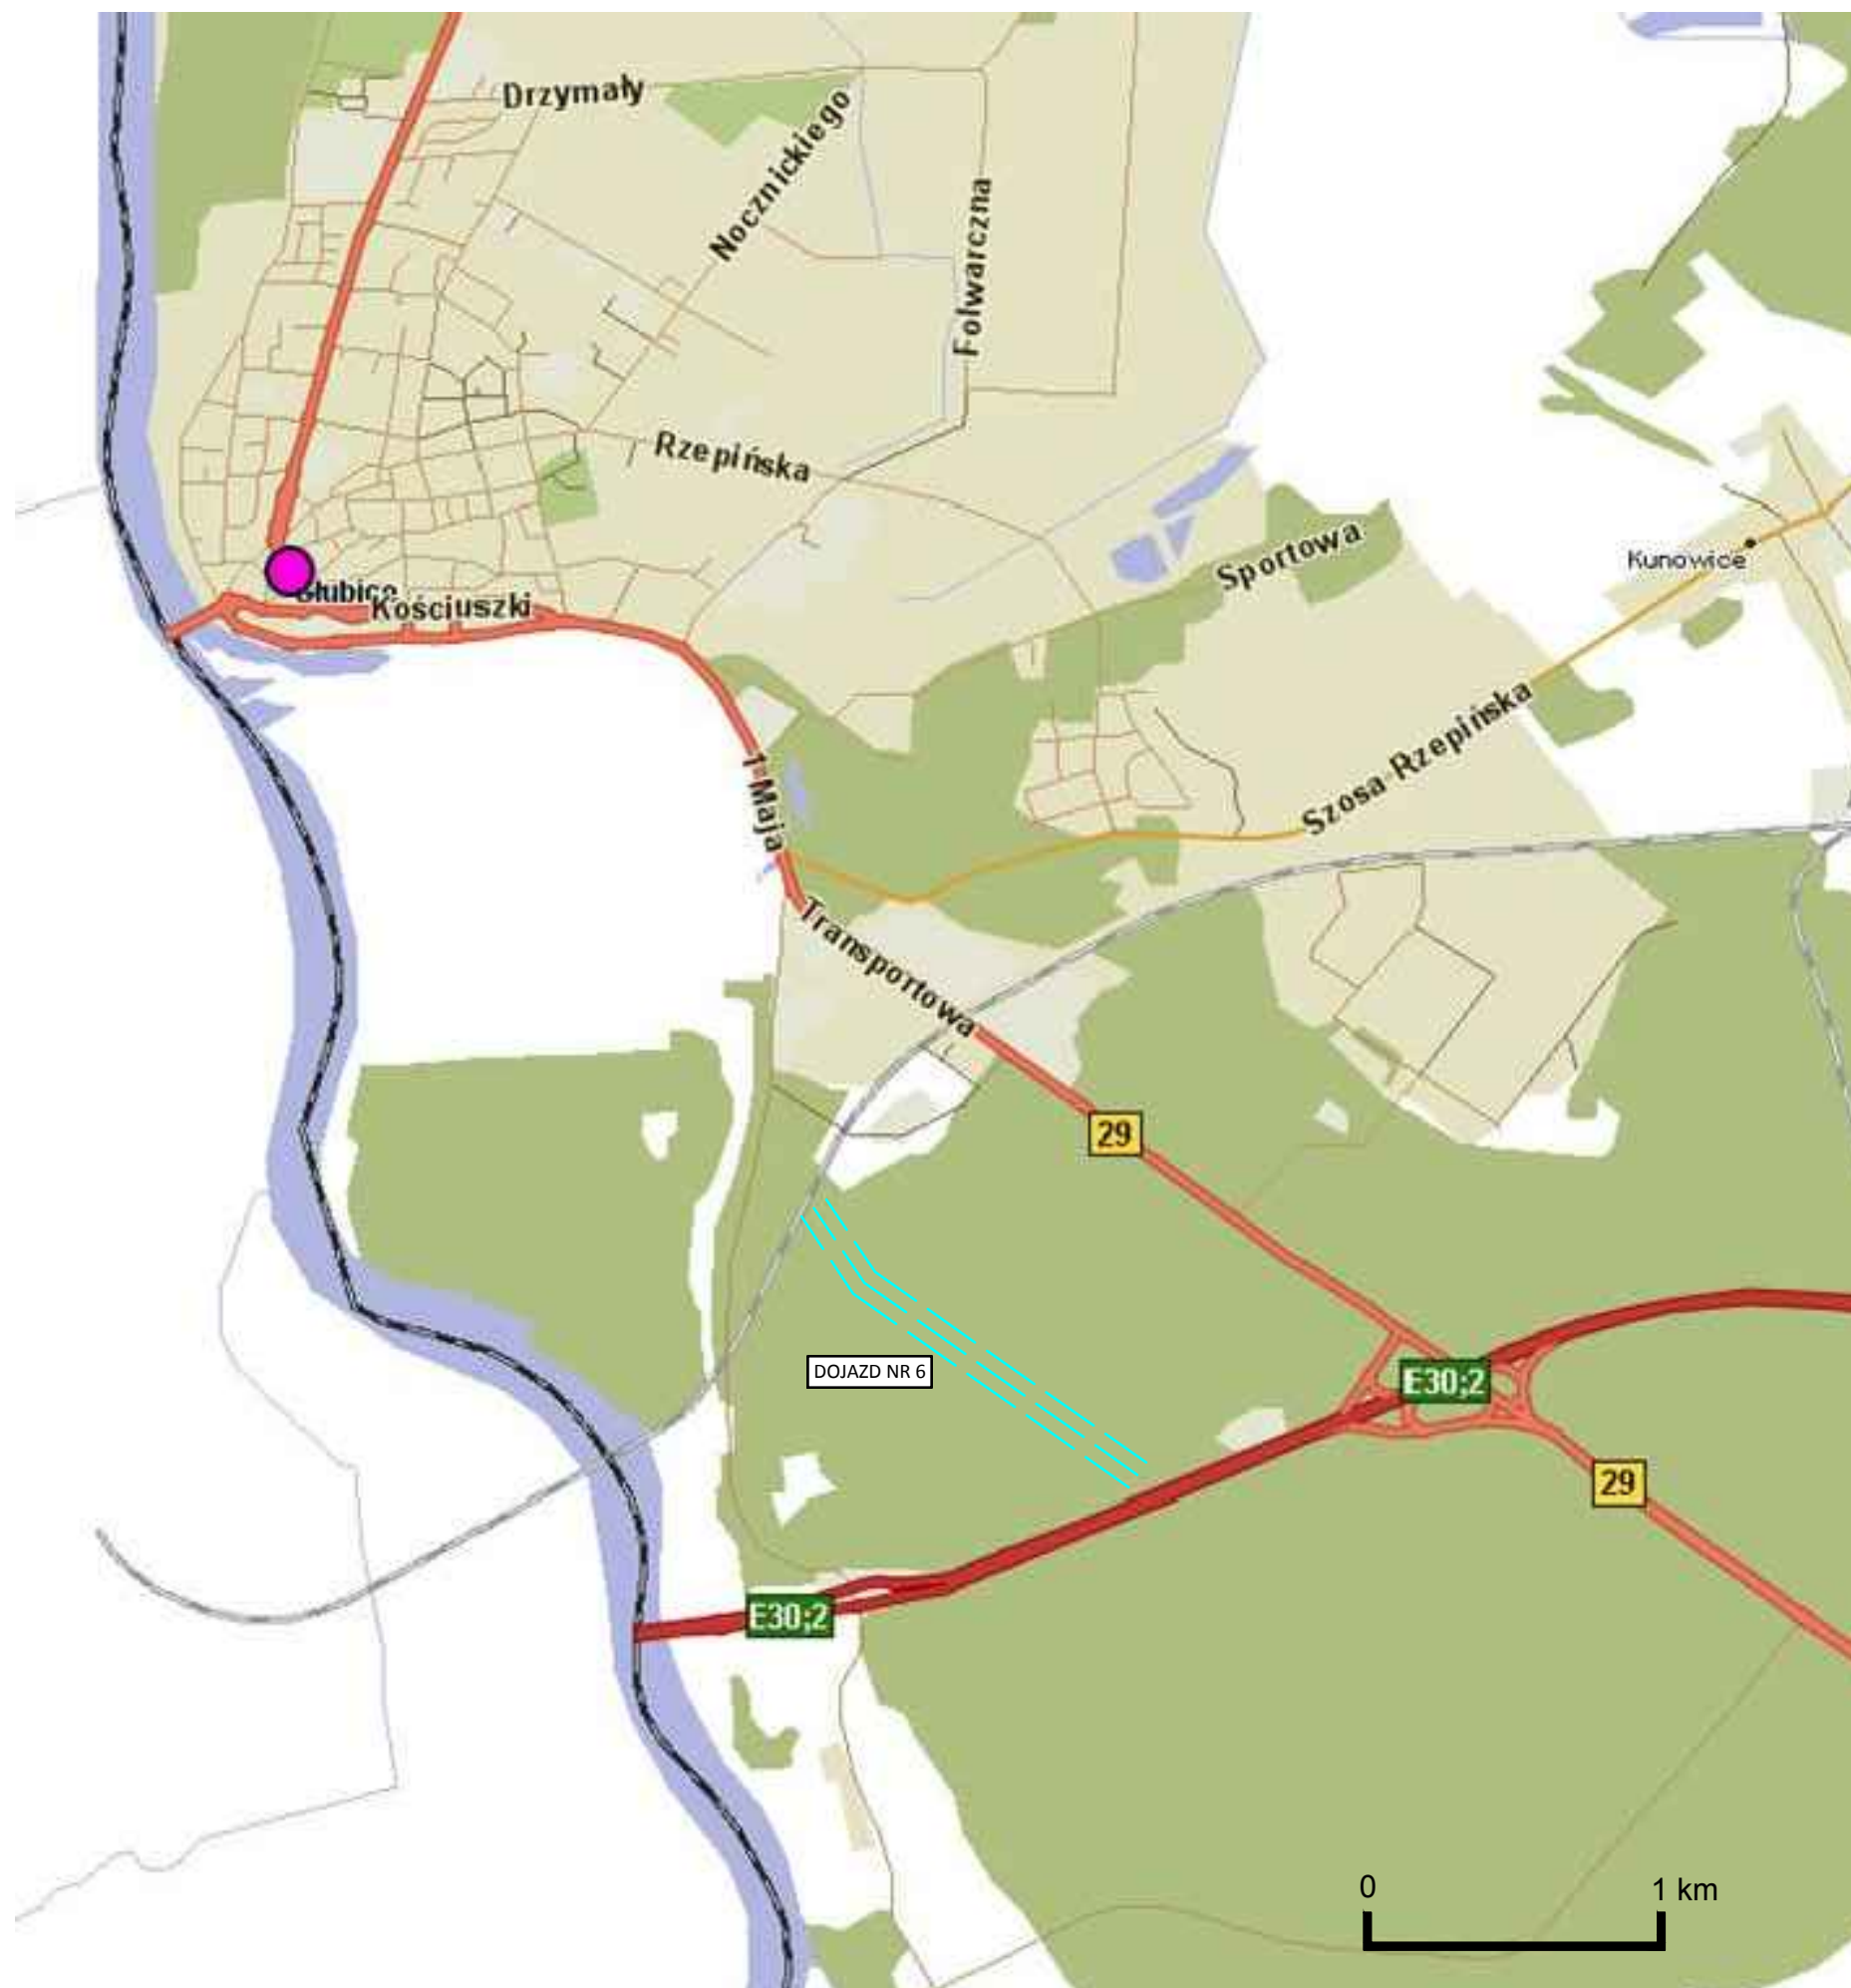 Drzymały
Nocznickiego
Folwarczna
Rzepińska
Sportowa
Kunowice
Słubice
Kościuszki
Szosa Rzepińska
1 Maja
Transportowa
29
DOJAZD NR 6
E30;2
29
E30;2
0
1 km